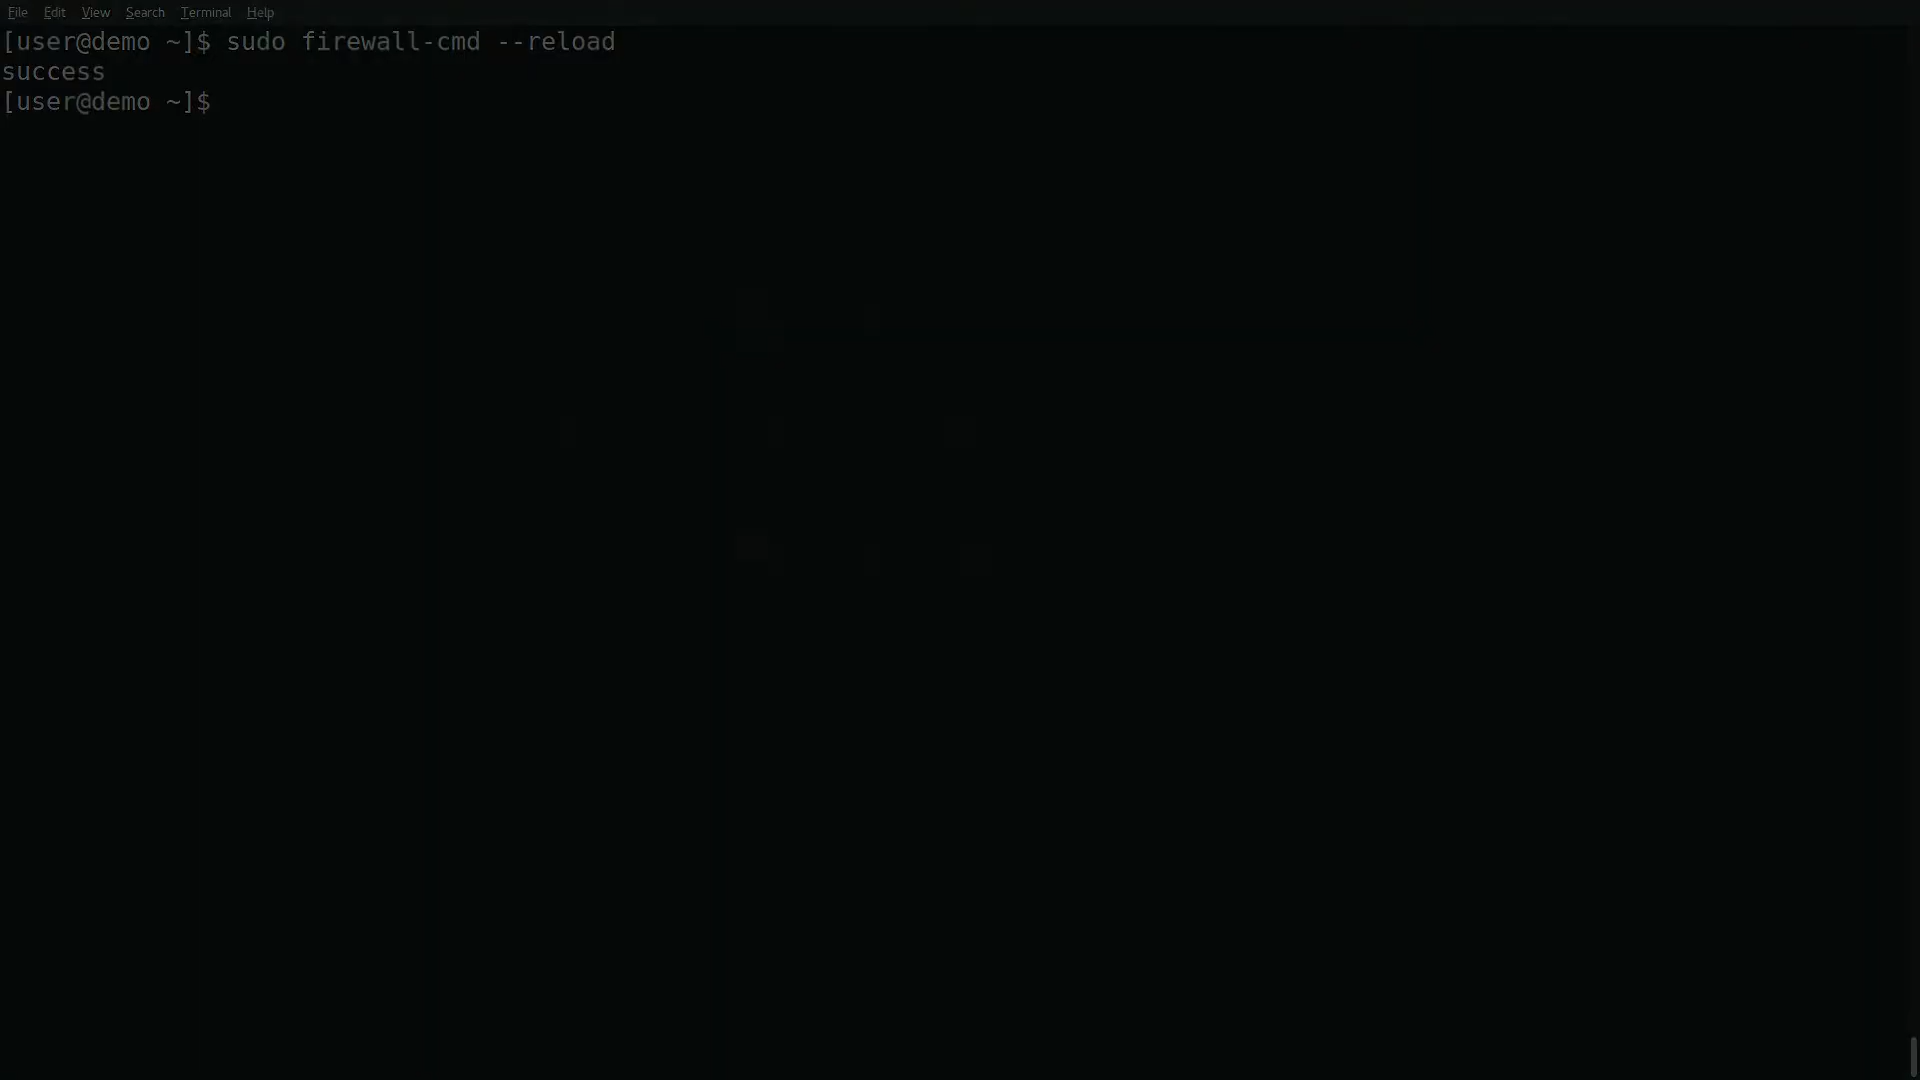 File Edit View Search Terminal Help
[user@demo ~]$ sudo firewall-cmd --reload
success
[user@demo ~]$